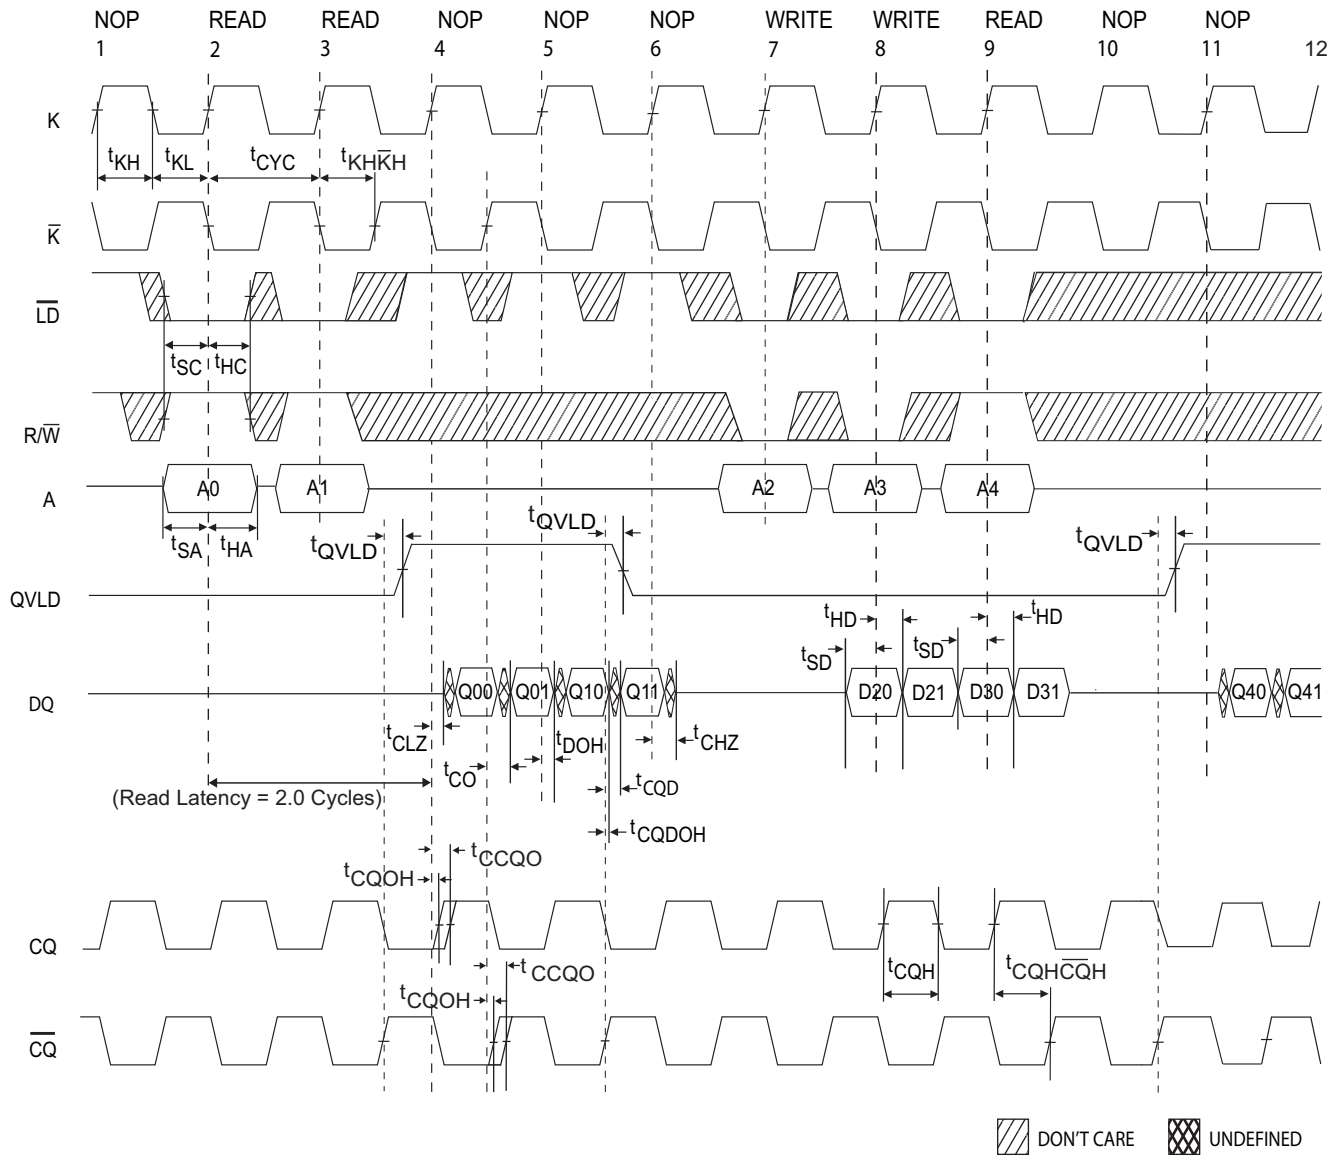 NOP READ READ NOP NOP NOP WRITE WRITE READ NOP NOP
1 2 3 4 5 6 7 8 9 10 11 12
K
tKH tKL tCYC tKHK̅H
K̅
L̅D̅
tSC tHC
R/W̅
A A0 A1 A2 A3 A4
tSA tHA tQVLD tQVLD tQVLD
QVLD
tHD tHD
tSD tSD
DQ Q00 Q01 Q10 Q11 D20 D21 D30 D31 Q40 Q41
tCLZ tDOH tCHZ
tCO tCQD
(Read Latency = 2.0 Cycles)
tCQDOH
tCCQO
tCQOH
CQ
tCQH tCQHC̅Q̅H
tCCQO
tCQOH
C̅Q̅
DON'T CARE UNDEFINED